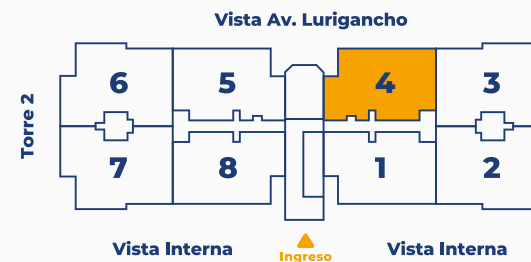 Vista Av. Lurigancho
Torre 2
6
5
4
3
7
8
1
2
Vista Interna
Ingreso
Vista Interna